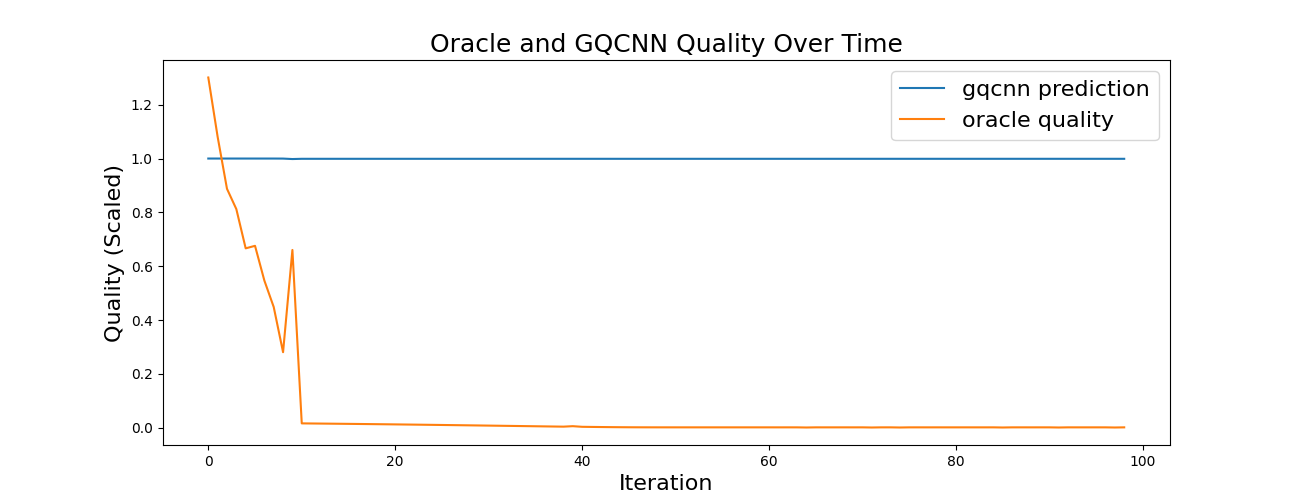 Oracle and GQCNN Quality Over Time
gqcnn prediction
oracle quality
Quality (Scaled)
1.2
1.0
0.8
0.6
0.4
0.2
0.0
0 20 40 60 80 100
Iteration